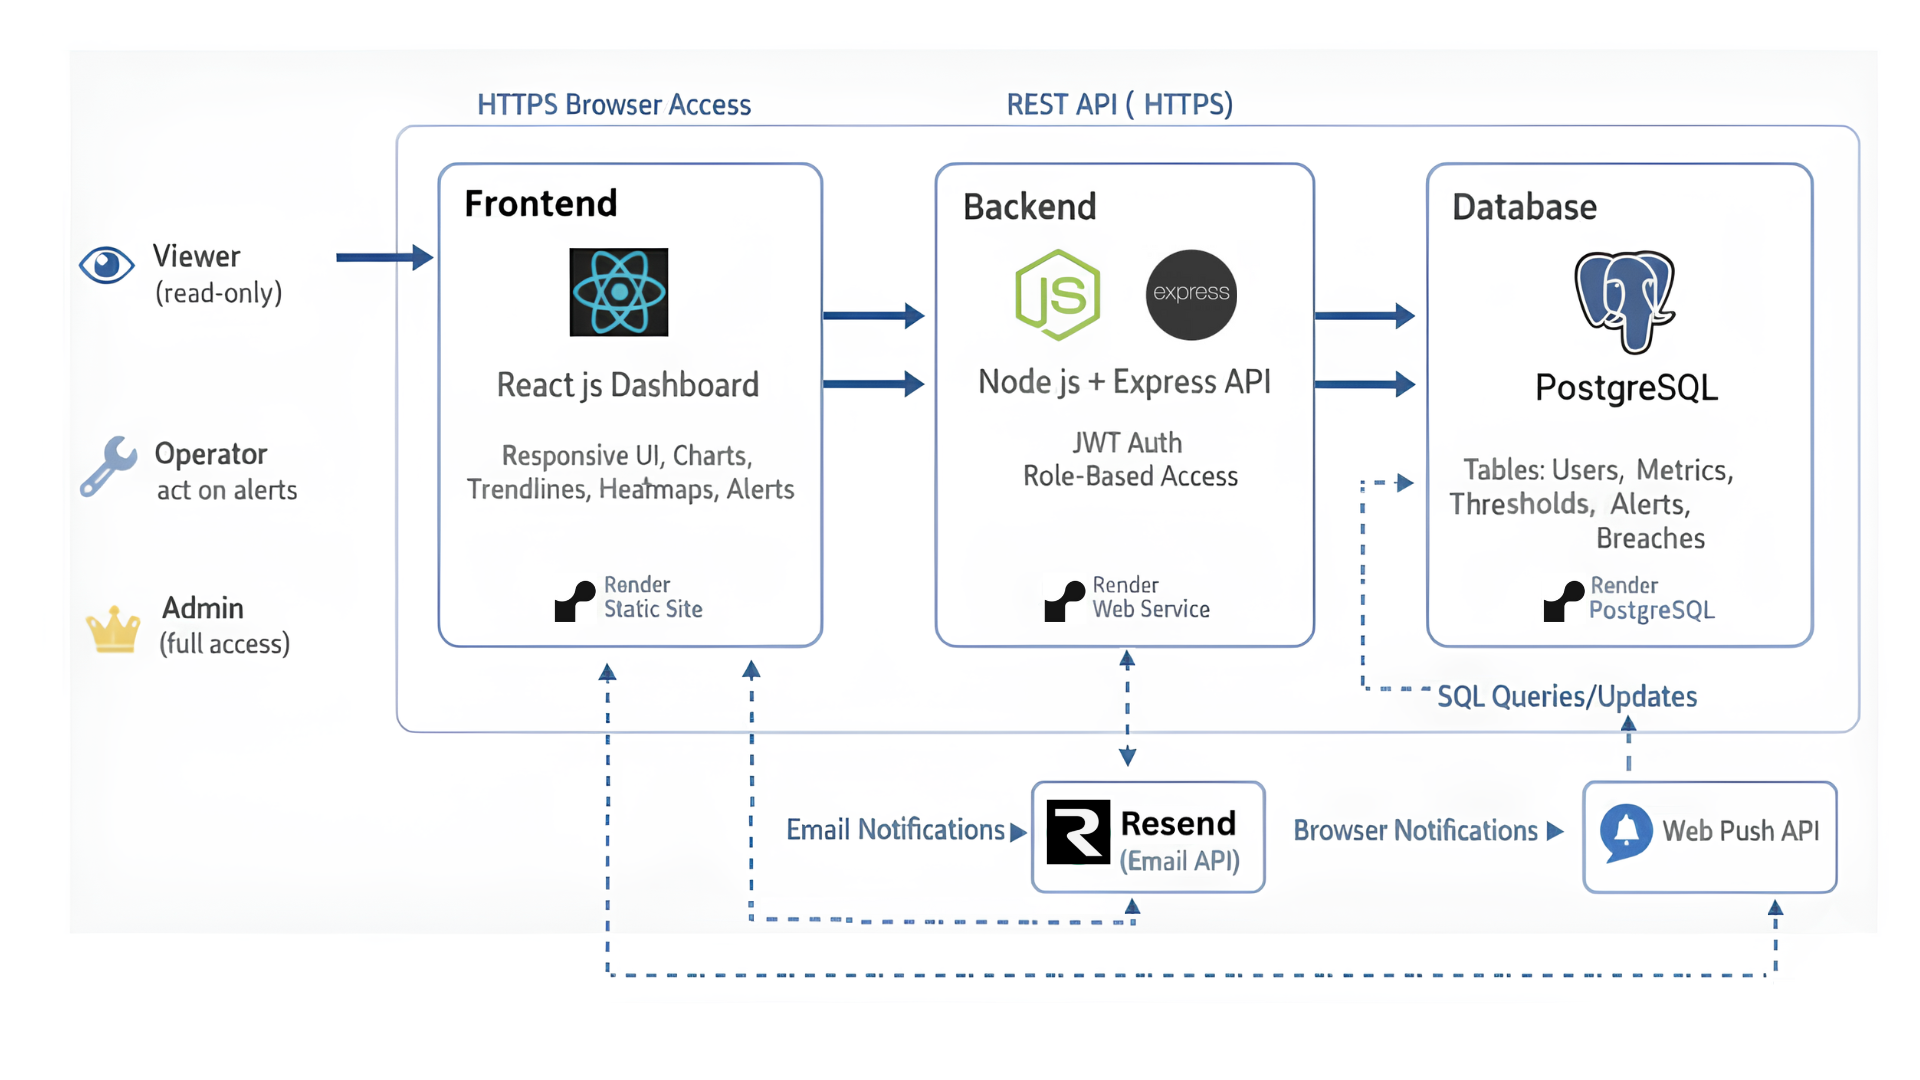 HTTPS Browser Access
REST API ( HTTPS)
Viewer
(read-only)
Operator
act on alerts
Admin
(full access)
Frontend
React js Dashboard
Responsive UI, Charts,
Trendlines, Heatmaps, Alerts
Render
Static Site
Backend
JS
express
Node js + Express API
JWT Auth
Role-Based Access
Render
Web Service
Database
PostgreSQL
Tables: Users, Metrics,
Thresholds, Alerts,
Breaches
Render
PostgreSQL
SQL Queries/Updates
Email Notifications
Resend
(Email API)
Browser Notifications
Web Push API